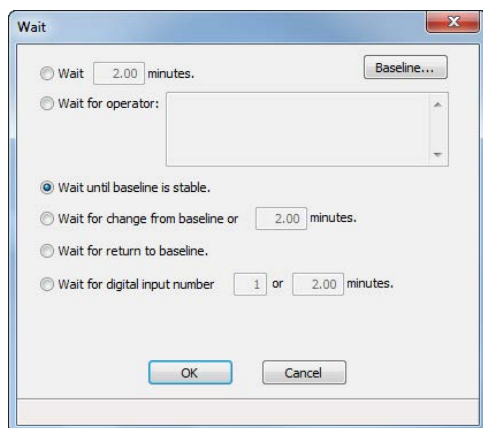 Wait
Wait 2.00 minutes.
Baseline...
Wait for operator:
Wait until baseline is stable.
Wait for change from baseline or 2.00 minutes.
Wait for return to baseline.
Wait for digital input number 1 or 2.00 minutes.
OK Cancel